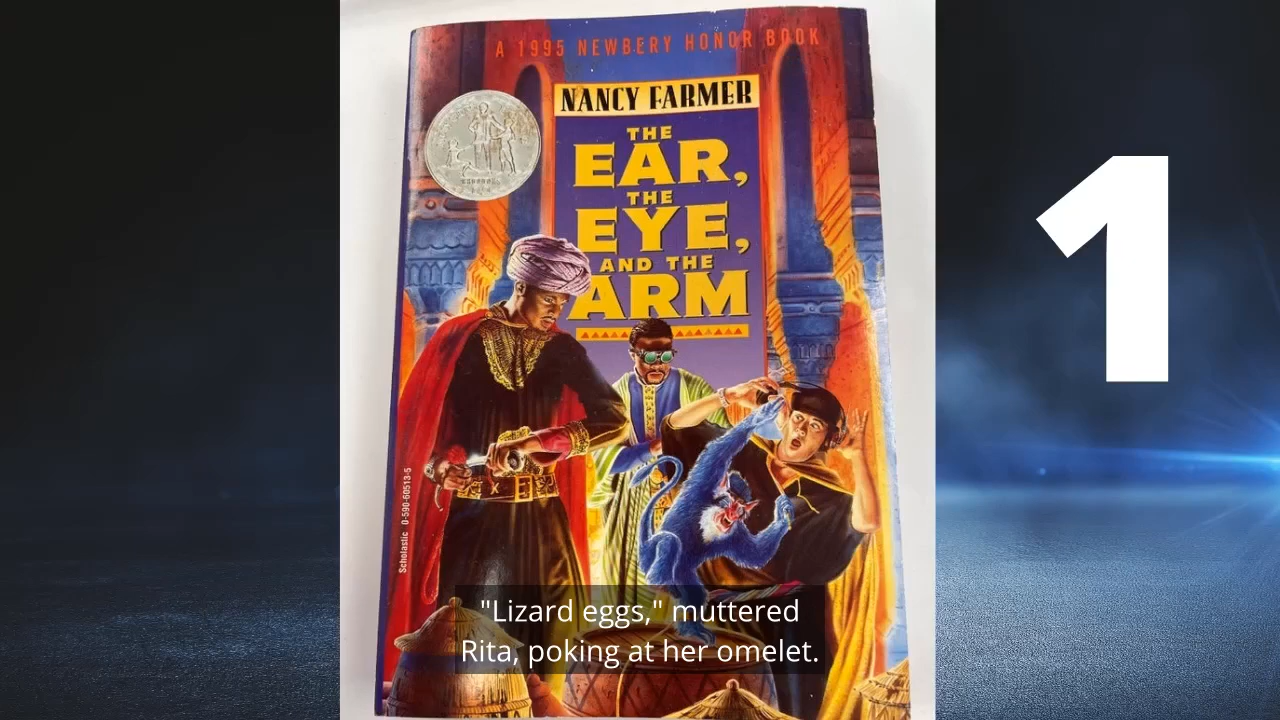 A 1995 NEWBERY HONOR BOOK
NANCY FARMER
THE
EAR,
THE
EYE,
AND THE
ARM
Scholastic 0-590-60513-5
1
"Lizard eggs," muttered
Rita, poking at her omelet.